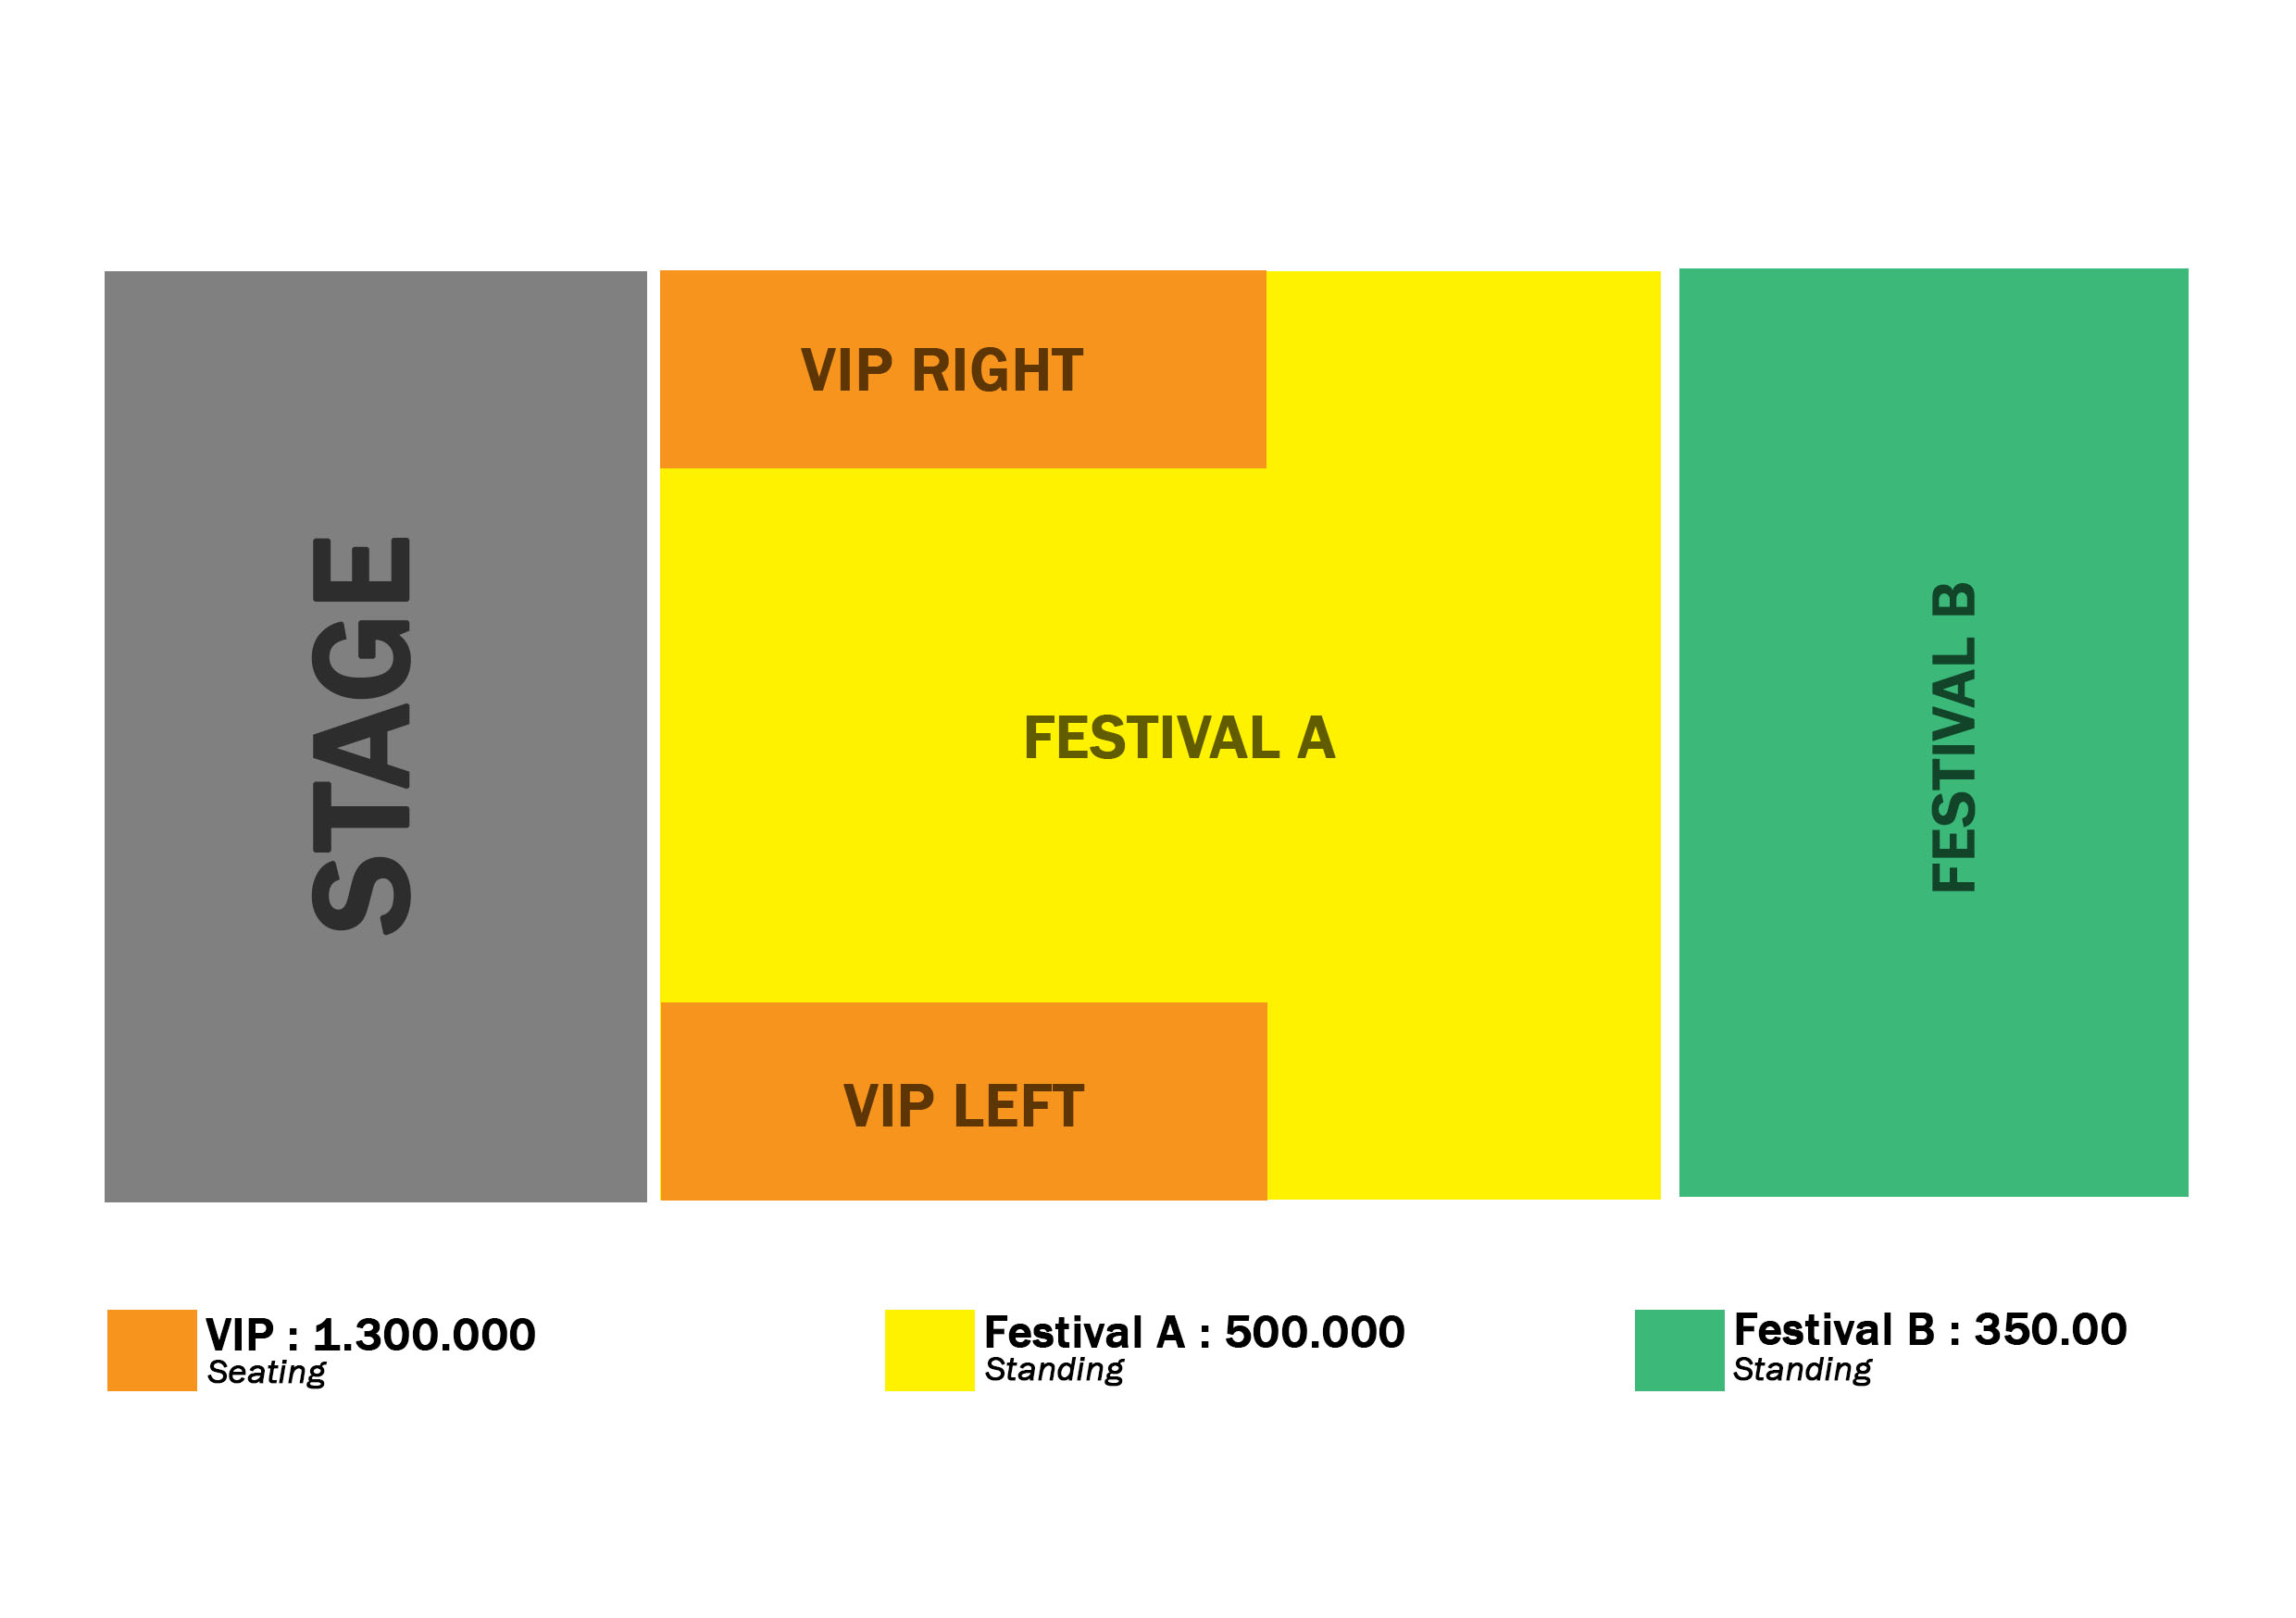 STAGE
VIP RIGHT
FESTIVAL A
VIP LEFT
FESTIVAL B
VIP : 1.300.000
Seating
Festival A : 500.000
Standing
Festival B : 350.00
Standing